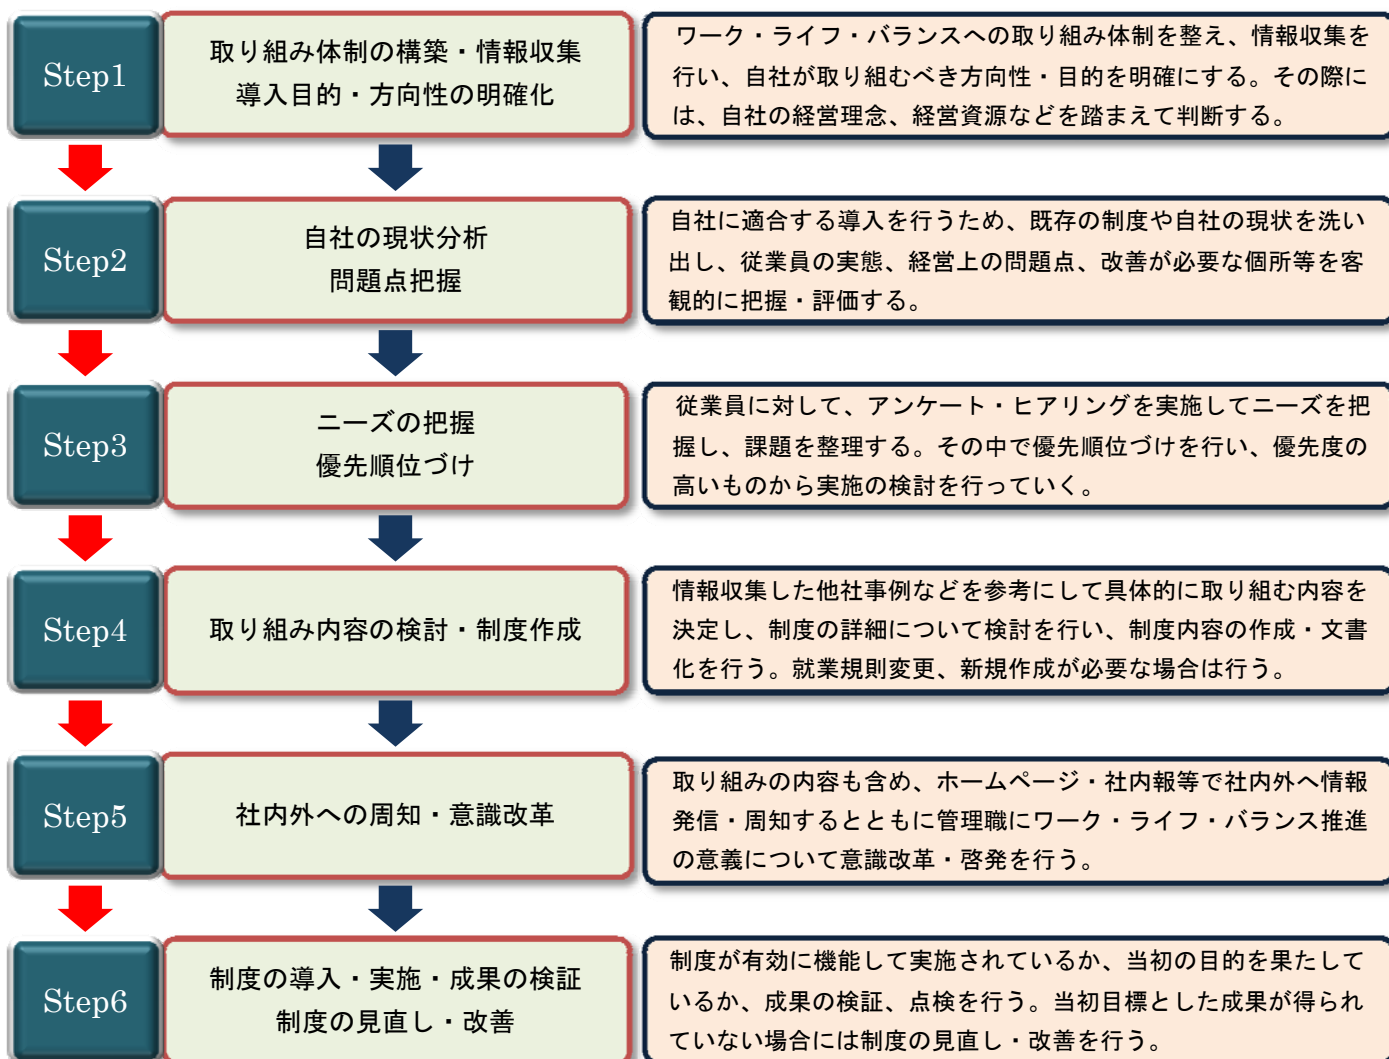 Step1
取り組み体制の構築・情報収集
導入目的・方向性の明確化
ワーク・ライフ・バランスへの取り組み体制を整え、情報収集を
行い、自社が取り組むべき方向性・目的を明確にする。その際に
は、自社の経営理念、経営資源などを踏まえて判断する。
Step2
自社の現状分析
問題点把握
自社に適合する導入を行うため、既存の制度や自社の現状を洗い
出し、従業員の実態、経営上の問題点、改善が必要な個所等を客
観的に把握・評価する。
Step3
ニーズの把握
優先順位づけ
従業員に対して、アンケート・ヒアリングを実施してニーズを把
握し、課題を整理する。その中で優先順位づけを行い、優先度の
高いものから実施の検討を行っていく。
Step4
取り組み内容の検討・制度作成
情報収集した他社事例などを参考にして具体的に取り組む内容を
決定し、制度の詳細について検討を行い、制度内容の作成・文書
化を行う。就業規則変更、新規作成が必要な場合は行う。
Step5
社内外への周知・意識改革
取り組みの内容も含め、ホームページ・社内報等で社内外へ情報
発信・周知するとともに管理職にワーク・ライフ・バランス推進
の意義について意識改革・啓発を行う。
Step6
制度の導入・実施・成果の検証
制度の見直し・改善
制度が有効に機能して実施されているか、当初の目的を果たして
いるか、成果の検証、点検を行う。当初目標とした成果が得られ
ていない場合には制度の見直し・改善を行う。